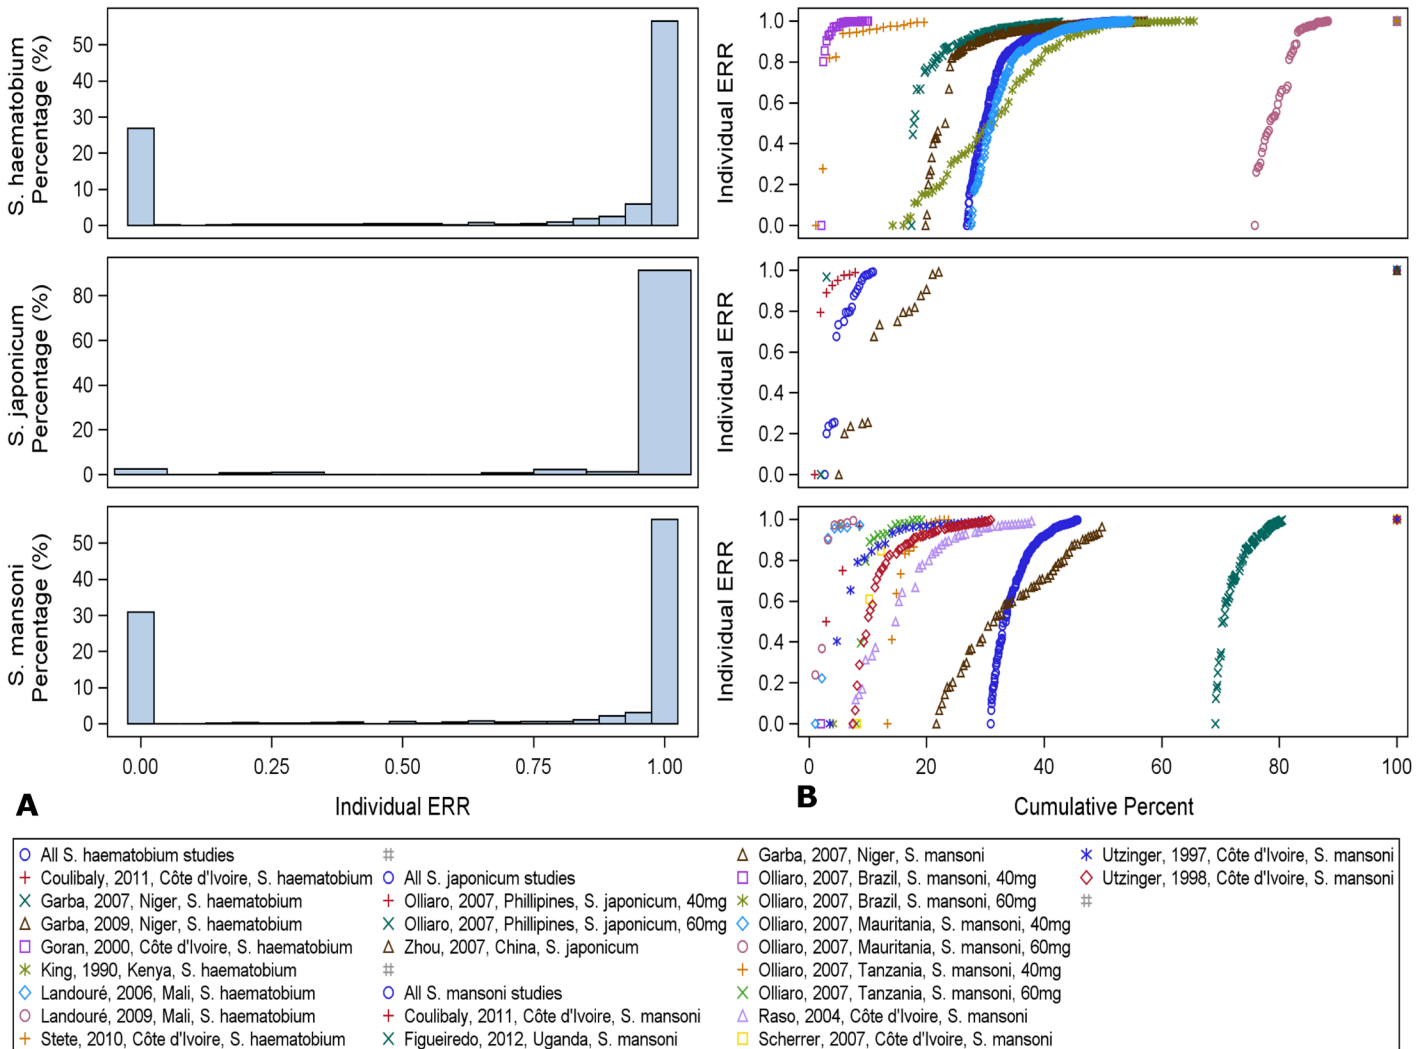 S. haematobium
Percentage (%)
50
40
30
20
10
0
Individual ERR
1.0
0.8
0.6
0.4
0.2
0.0
S. japonicum
Percentage (%)
80
60
40
20
0
Individual ERR
1.0
0.8
0.6
0.4
0.2
0.0
S. mansoni
Percentage (%)
50
40
30
20
10
0
Individual ERR
1.0
0.8
0.6
0.4
0.2
0.0
0.00 0.25 0.50 0.75 1.00
0 20 40 60 80 100
A
Individual ERR
B
Cumulative Percent
All S. haematobium studies
Coulibaly, 2011, Côte d'Ivoire, S. haematobium
Garba, 2007, Niger, S. haematobium
Garba, 2009, Niger, S. haematobium
Goran, 2000, Côte d'Ivoire, S. haematobium
King, 1990, Kenya, S. haematobium
Landouré, 2006, Mali, S. haematobium
Landouré, 2009, Mali, S. haematobium
Stete, 2010, Côte d'Ivoire, S. haematobium
All S. japonicum studies
Olliaro, 2007, Phillipines, S. japonicum, 40mg
Olliaro, 2007, Phillipines, S. japonicum, 60mg
Zhou, 2007, China, S. japonicum
All S. mansoni studies
Coulibaly, 2011, Côte d'Ivoire, S. mansoni
Figueiredo, 2012, Uganda, S. mansoni
Garba, 2007, Niger, S. mansoni
Olliaro, 2007, Brazil, S. mansoni, 40mg
Olliaro, 2007, Brazil, S. mansoni, 60mg
Olliaro, 2007, Mauritania, S. mansoni, 40mg
Olliaro, 2007, Mauritania, S. mansoni, 60mg
Olliaro, 2007, Tanzania, S. mansoni, 40mg
Olliaro, 2007, Tanzania, S. mansoni, 60mg
Raso, 2004, Côte d'Ivoire, S. mansoni
Scherrer, 2007, Côte d'Ivoire, S. mansoni
Utzinger, 1997, Côte d'Ivoire, S. mansoni
Utzinger, 1998, Côte d'Ivoire, S. mansoni